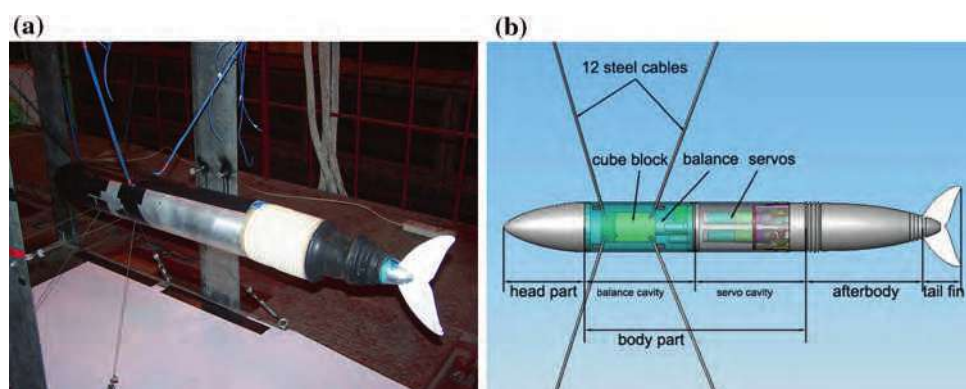 (a)
(b)
12 steel cables
cube block
balance
servos
head part
balance cavity
servo cavity
afterbody
tail fin
body part